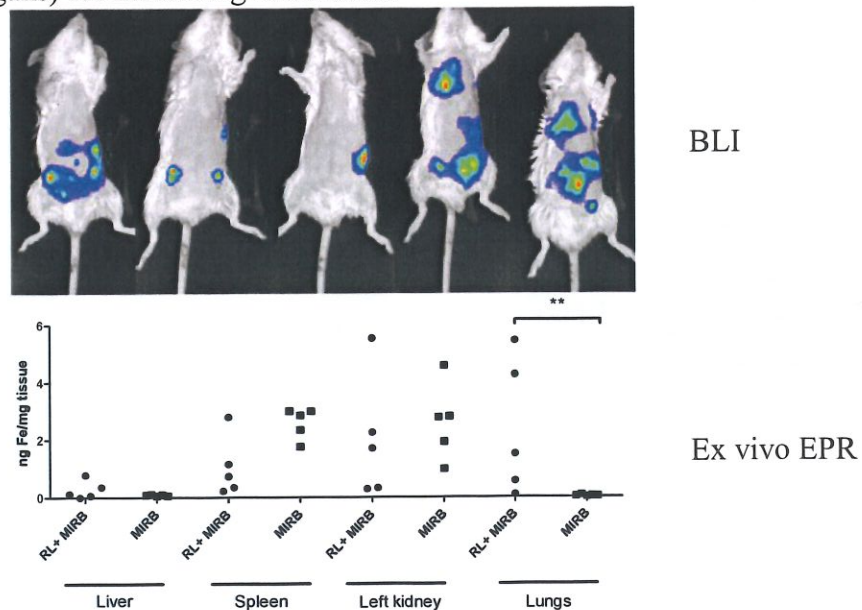 BLI
**
ng Fe/mg tissue
6
4
2
0
RL+ MIRB
MIRB
RL+ MIRB
MIRB
RL+ MIRB
MIRB
RL+ MIRB
MIRB
Liver
Spleen
Left kidney
Lungs
Ex vivo EPR